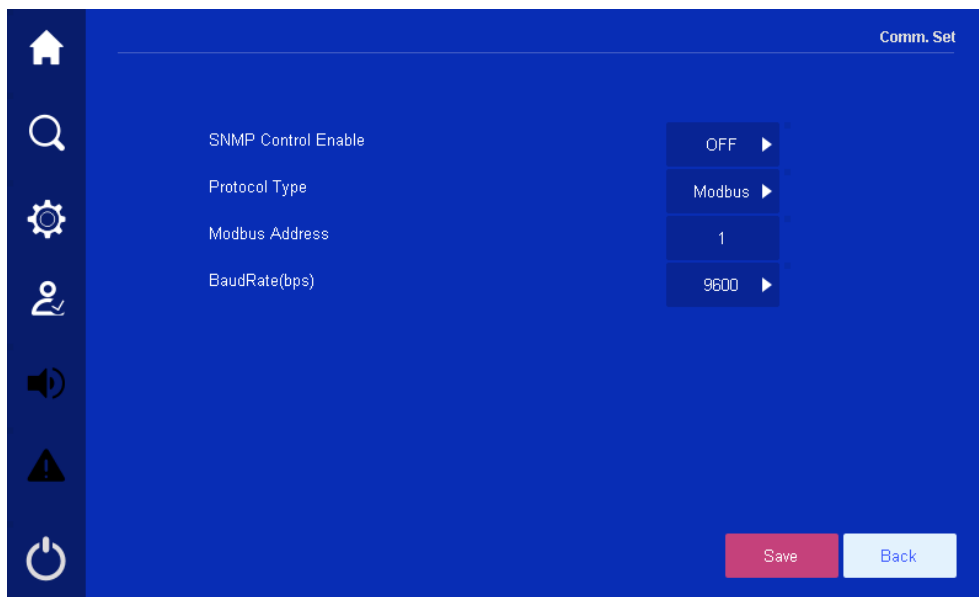 Comm. Set
SNMP Control Enable OFF
Protocol Type Modbus
Modbus Address 1
BaudRate(bps) 9600
Save Back